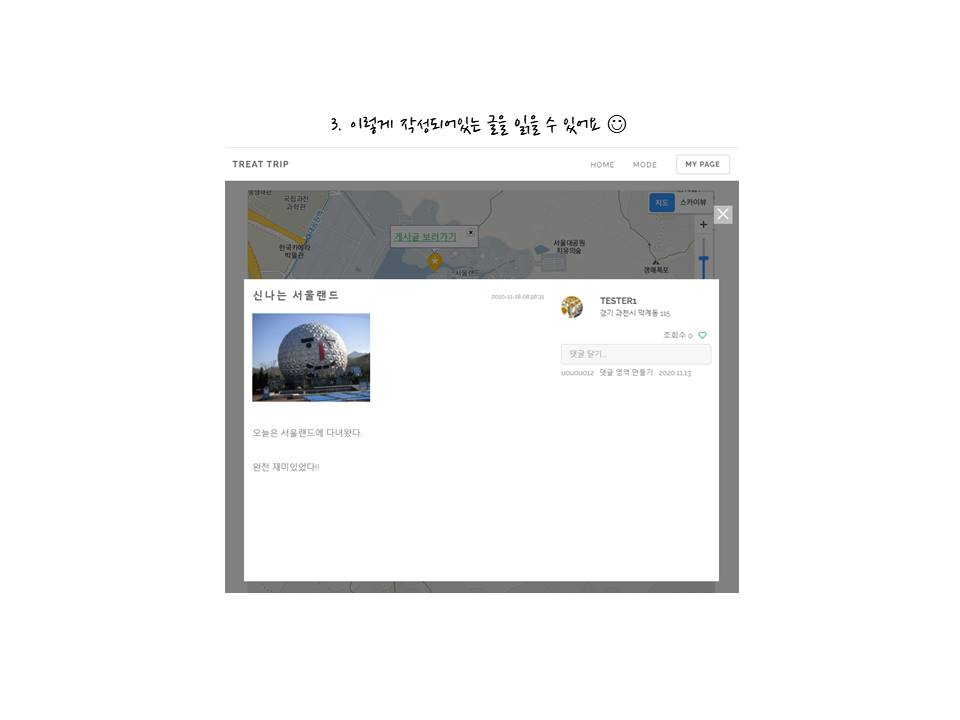 3. 이렇게 작성되어있는 글을 읽을 수 있어요
TREAT TRIP
HOME
MODE
MY PAGE
국립과천
과학관
지도
스카이뷰
게시글 보러가기
한국카메라
박물관
서울랜드
서울대공원
치유의숲
깽매폭포
신나는 서울랜드
2020-11-18 08:56:31
TESTER1
경기 과천시 막계동 115
조회수 0
댓글 달기...
uouou012 댓글 영역 만들기 2020.11.13
오늘은 서울랜드에 다녀왔다.
완전 재미있었다!!